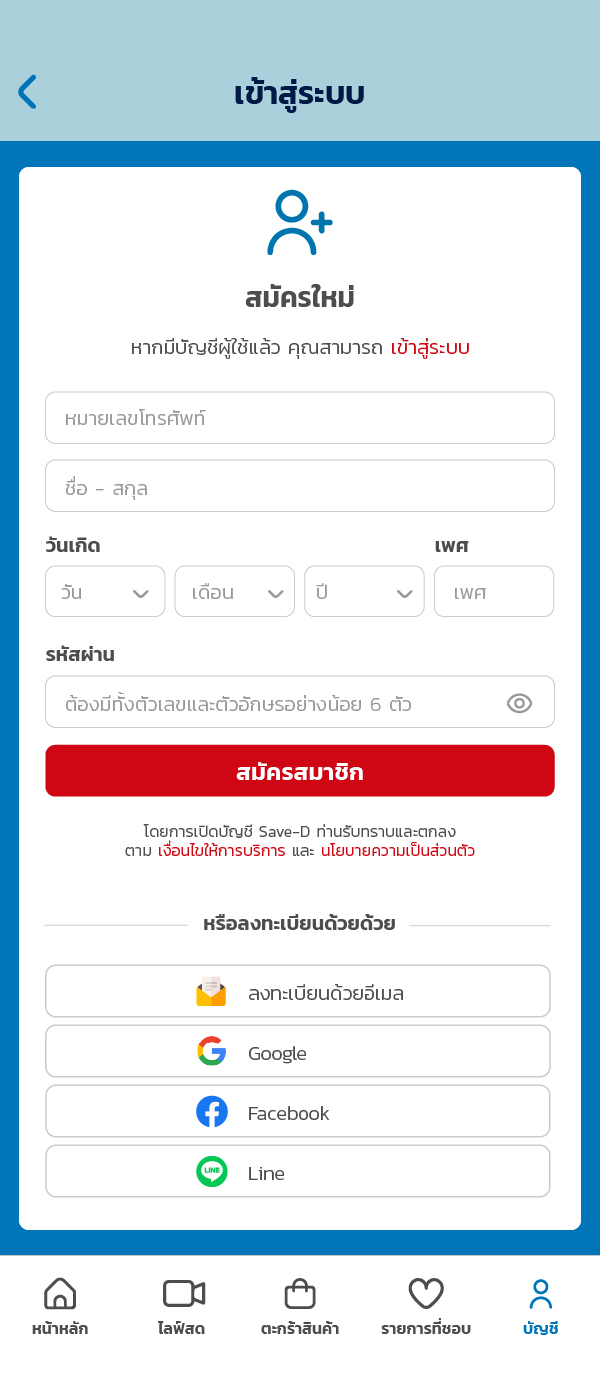 เข้าสู่ระบบ
สมัครใหม่
หากมีบัญชีผู้ใช้แล้ว คุณสามารถ เข้าสู่ระบบ
หมายเลขโทรศัพท์
ชื่อ - สกุล
วันเกิด เพศ
วัน เดือน ปี เพศ
รหัสผ่าน
ต้องมีทั้งตัวเลขและตัวอักษรอย่างน้อย 6 ตัว
สมัครสมาชิก
โดยการเปิดบัญชี Save-D ท่านรับทราบและตกลง
ตาม เงื่อนไขให้การบริการ และ นโยบายความเป็นส่วนตัว
หรือลงทะเบียนด้วยด้วย
ลงทะเบียนด้วยอีเมล
Google
Facebook
LINE Line
หน้าหลัก ไลฟ์สด ตะกร้าสินค้า รายการที่ชอบ บัญชี